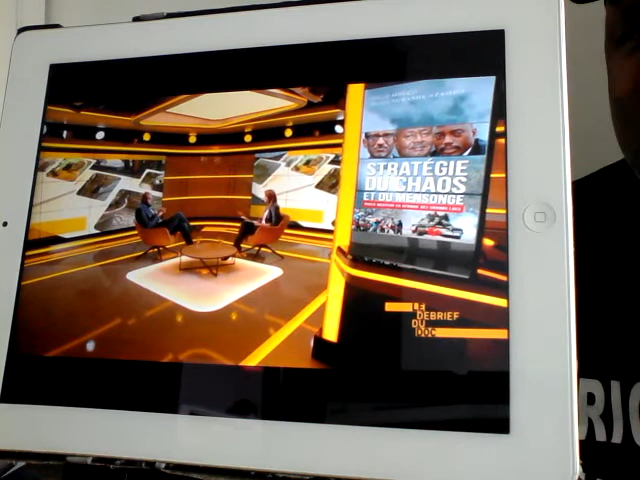 STRATÉGIE
DU CHAOS
ET DU MENSONGE
LE
DEBRIEF
DU
DOC
RIC